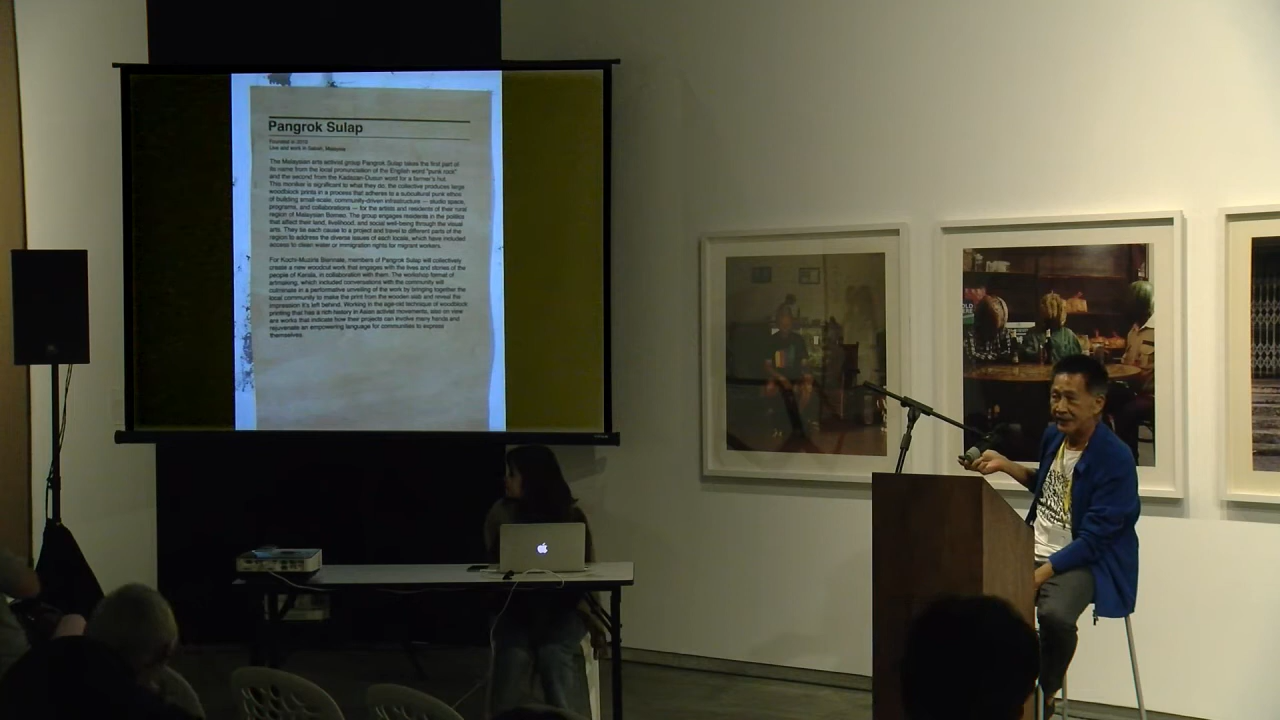 Pangrok Sulap
Founded in 2010
Live and work in Sabah, Malaysia
The Malaysian arts activist group Pangrok Sulap takes the first part of
its name from the local pronunciation of the English word "punk rock"
and the second from the Kadazan-Dusun word for a farmer's hut.
This moniker is significant to what they do; the collective produces large
woodblock prints in a process that adheres to a subcultural punk ethos
of building small-scale, community-driven infrastructure — studio space,
programs, and collaborations — for the artists and residents of their rural
region of Malaysian Borneo. The group engages residents in the politics
that affect their land, livelihood, and social well-being through the visual
arts. They tie each cause to a project and travel to different parts of the
region to address the diverse issues of each locale, which have included
access to clean water or immigration rights for migrant workers.
For Kochi-Muziris Biennale, members of Pangrok Sulap will collectively
create a new woodcut work that engages with the lives and stories of the
people of Kerala, in collaboration with them. The workshop format of
artmaking, which included conversations with the community will
culminate in a performative unveiling of the work by bringing together the
local community to make the print from the wooden slab and reveal the
impression it's left behind. Working in the age-old technique of woodblock
printing that has a rich history in Asian activist movements, also on view
are works that indicate how their projects can involve many hands and
rejuvenate an empowering language for communities to express
themselves.